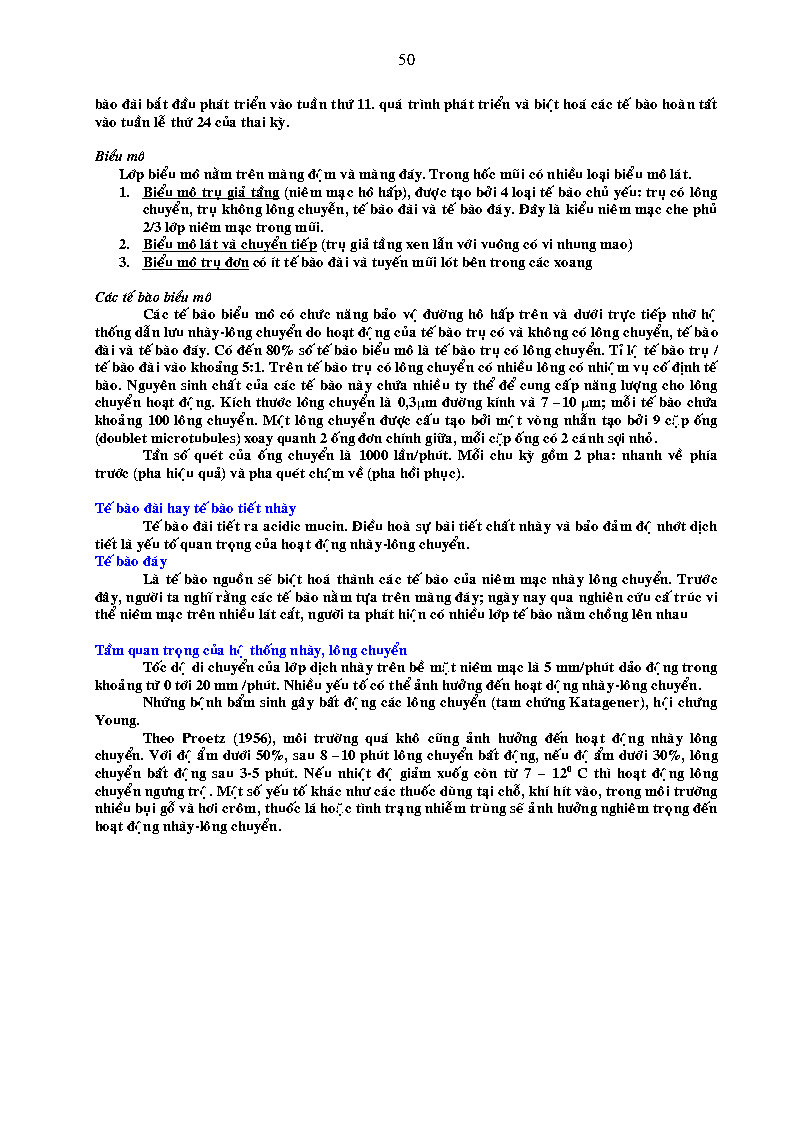 50
bào đài bắt đầu phát triển vào tuần thứ 11. quá trình phát triển và biệt hoá các tế bào hoàn tất
vào tuần lễ thứ 24 của thai kỳ.
Biểu mô
Lớp biểu mô nằm trên màng đệm và màng đáy. Trong hốc mũi có nhiều loại biểu mô lát.
1. Biểu mô trụ giả tầng (niêm mạc hô hấp), được tạo bởi 4 loại tế bào chủ yếu: trụ có lông
chuyển, trụ không lông chuyển, tế bào đài và tế bào đáy. Đây là kiểu niêm mạc che phủ
2/3 lớp niêm mạc trong mũi.
2. Biểu mô lát và chuyển tiếp (trụ giả tầng xen lẫn với vuông có vi nhung mao)
3. Biểu mô trụ đơn có ít tế bào đài và tuyến mũi lót bên trong các xoang
Các tế bào biểu mô
Các tế bào biểu mô có chức năng bảo vệ đường hô hấp trên và dưới trực tiếp nhờ hệ
thống dẫn lưu nhày-lông chuyển do hoạt động của tế bào trụ có và không có lông chuyển, tế bào
đài và tế bào đáy. Có đến 80% số tế bào biểu mô là tế bào trụ có lông chuyển. Tỉ lệ tế bào trụ /
tế bào đài vào khoảng 5:1. Trên tế bào trụ có lông chuyển có nhiều lông có nhiệm vụ cố định tế
bào. Nguyên sinh chất của các tế bào này chứa nhiều ty thể để cung cấp năng lượng cho lông
chuyển hoạt động. Kích thước lông chuyển là 0,3μm đường kính và 7 –10 μm; mỗi tế bào chứa
khoảng 100 lông chuyển. Một lông chuyển được cấu tạo bởi một vòng nhẫn tạo bởi 9 cặp ống
(doublet microtubules) xoay quanh 2 ống đơn chính giữa, mỗi cặp ống có 2 cánh sợi nhỏ.
Tần số quét của ống chuyển là 1000 lần/phút. Mỗi chu kỳ gồm 2 pha: nhanh về phía
trước (pha hiệu quả) và pha quét chậm về (pha hồi phục).
Tế bào đài hay tế bào tiết nhày
Tế bào đài tiết ra acidic mucin. Điều hoà sự bài tiết chất nhày và bảo đảm độ nhớt dịch
tiết là yếu tố quan trọng của hoạt động nhày-lông chuyển.
Tế bào đáy
Là tế bào nguồn sẽ biệt hoá thành các tế bào của niêm mạc nhày lông chuyển. Trước
đây, người ta nghĩ rằng các tế bào nằm tựa trên màng đáy; ngày nay qua nghiên cứu cấ trúc vi
thể niêm mạc trên nhiều lát cắt, người ta phát hiện có nhiều lớp tế bào nằm chồng lên nhau
Tầm quan trọng của hệ thống nhày, lông chuyển
Tốc độ di chuyển của lớp dịch nhày trên bề mặt niêm mạc là 5 mm/phút dảo động trong
khoảng từ 0 tới 20 mm /phút. Nhiều yếu tố có thể ảnh hưởng đến hoạt động nhày-lông chuyển.
Những bệnh bẩm sinh gây bất động các lông chuyển (tam chứng Katagener), hội chứng
Young.
Theo Proetz (1956), môi trường quá khô cũng ảnh hưởng đến hoạt động nhày lông
chuyển. Với độ ẩm dưới 50%, sau 8 –10 phút lông chuyển bất động, nếu độ ẩm dưới 30%, lông
chuyển bất động sau 3-5 phút. Nếu nhiệt độ giảm xuốg còn từ 7 – 12⁰ C thì hoạt động lông
chuyển ngưng trệ. Một số yếu tố khác như các thuốc dùng tại chỗ, khí hít vào, trong môi trường
nhiều bụi gỗ và hơi crôm, thuốc lá hoặc tình trạng nhiễm trùng sẽ ảnh hưởng nghiêm trọng đến
hoạt động nhày-lông chuyển.